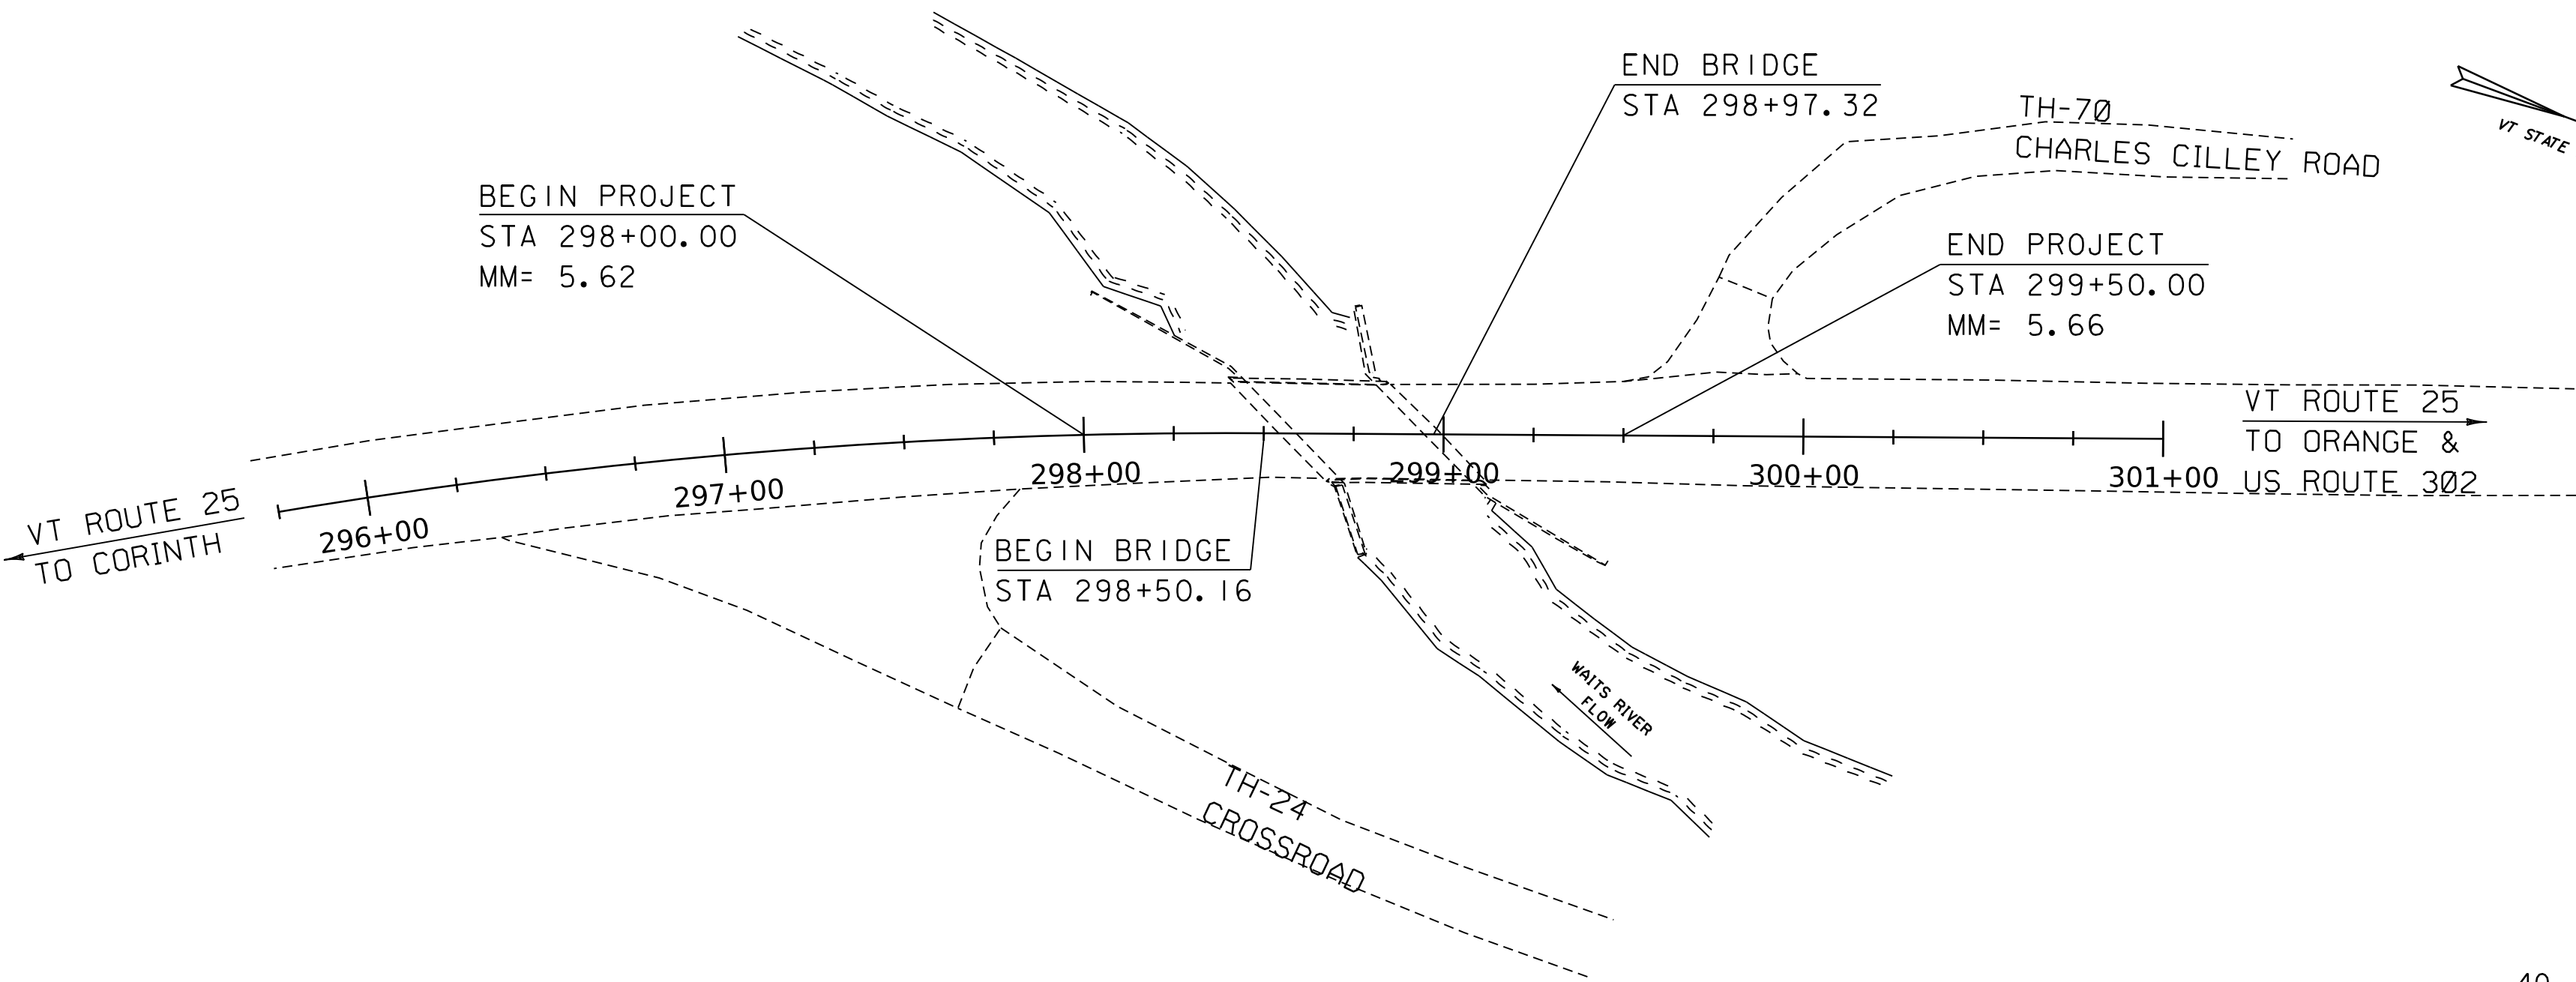 END BRIDGE
STA 298+97.32
TH-70
CHARLES CILLEY ROAD
VT STATE
BEGIN PROJECT
STA 298+00.00
MM= 5.62
END PROJECT
STA 299+50.00
MM= 5.66
VT ROUTE 25
TO ORANGE &
US ROUTE 302
VT ROUTE 25
TO CORINTH
296+00
297+00
298+00
299+00
300+00
301+00
BEGIN BRIDGE
STA 298+50.16
WAITS RIVER
FLOW
TH-24
CROSSROAD